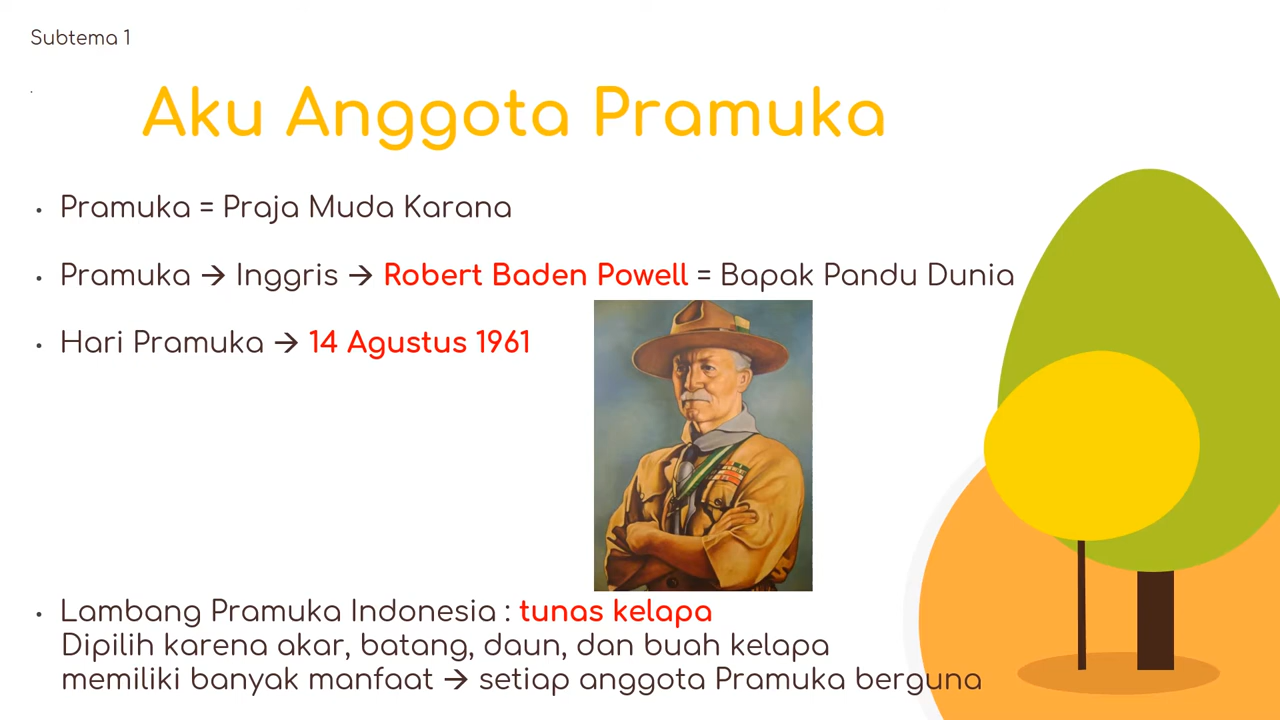 Subtema 1
.
Aku Anggota Pramuka
• Pramuka = Praja Muda Karana
• Pramuka → Inggris → Robert Baden Powell = Bapak Pandu Dunia
• Hari Pramuka → 14 Agustus 1961
• Lambang Pramuka Indonesia : tunas kelapa
Dipilih karena akar, batang, daun, dan buah kelapa
memiliki banyak manfaat → setiap anggota Pramuka berguna